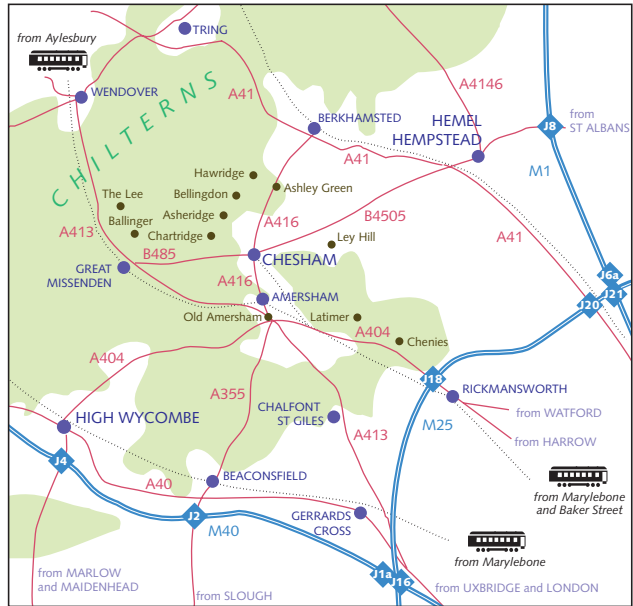 from Aylesbury
TRING
WENDOVER
CHILTERNS
A41
A4146
BERKHAMSTED
HEMEL
HEMPSTEAD
J8
from
ST ALBANS
M1
A41
Hawridge
Ashley Green
The Lee
Bellingdon
Ballinger
Asheridge
A416
B4505
Chartridge
A413
B485
Ley Hill
A41
CHESHAM
GREAT
MISSENDEN
A416
AMERSHAM
J6a
J21
J20
Old Amersham
Latimer
A404
Chenies
A404
A355
J18
RICKMANSWORTH
HIGH WYCOMBE
CHALFONT
ST GILES
M25
from WATFORD
A413
from HARROW
J4
BEACONSFIELD
A40
from Marylebone
and Baker Street
J2
M40
GERRARDS
CROSS
from Marylebone
J1a
J16
from MARLOW
and MAIDENHEAD
from SLOUGH
from UXBRIDGE and LONDON